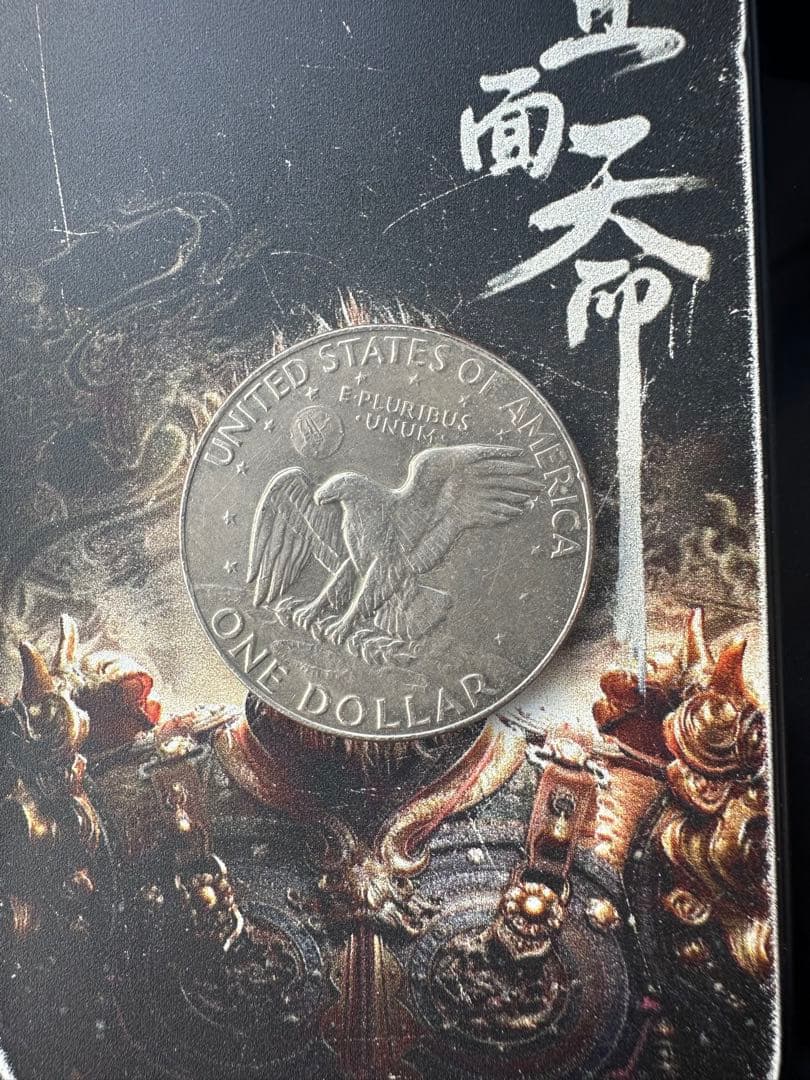 面
天
命
UNITED STATES OF AMERICA
E·PLURIBUS
·UNUM·
ONE DOLLAR